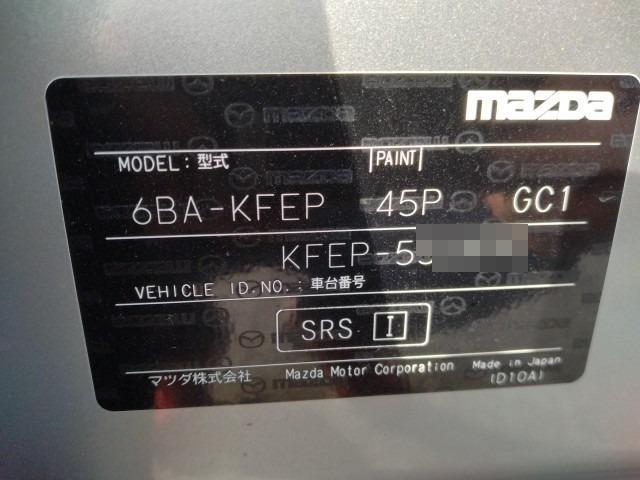 mazda
MODEL: 型式 PAINT
6BA-KFEP 45P GC1
KFEP-5
VEHICLE ID.NO.: 車台番号
SRS I
マツダ株式会社 Mazda Motor Corporation Made in Japan
(D10A)